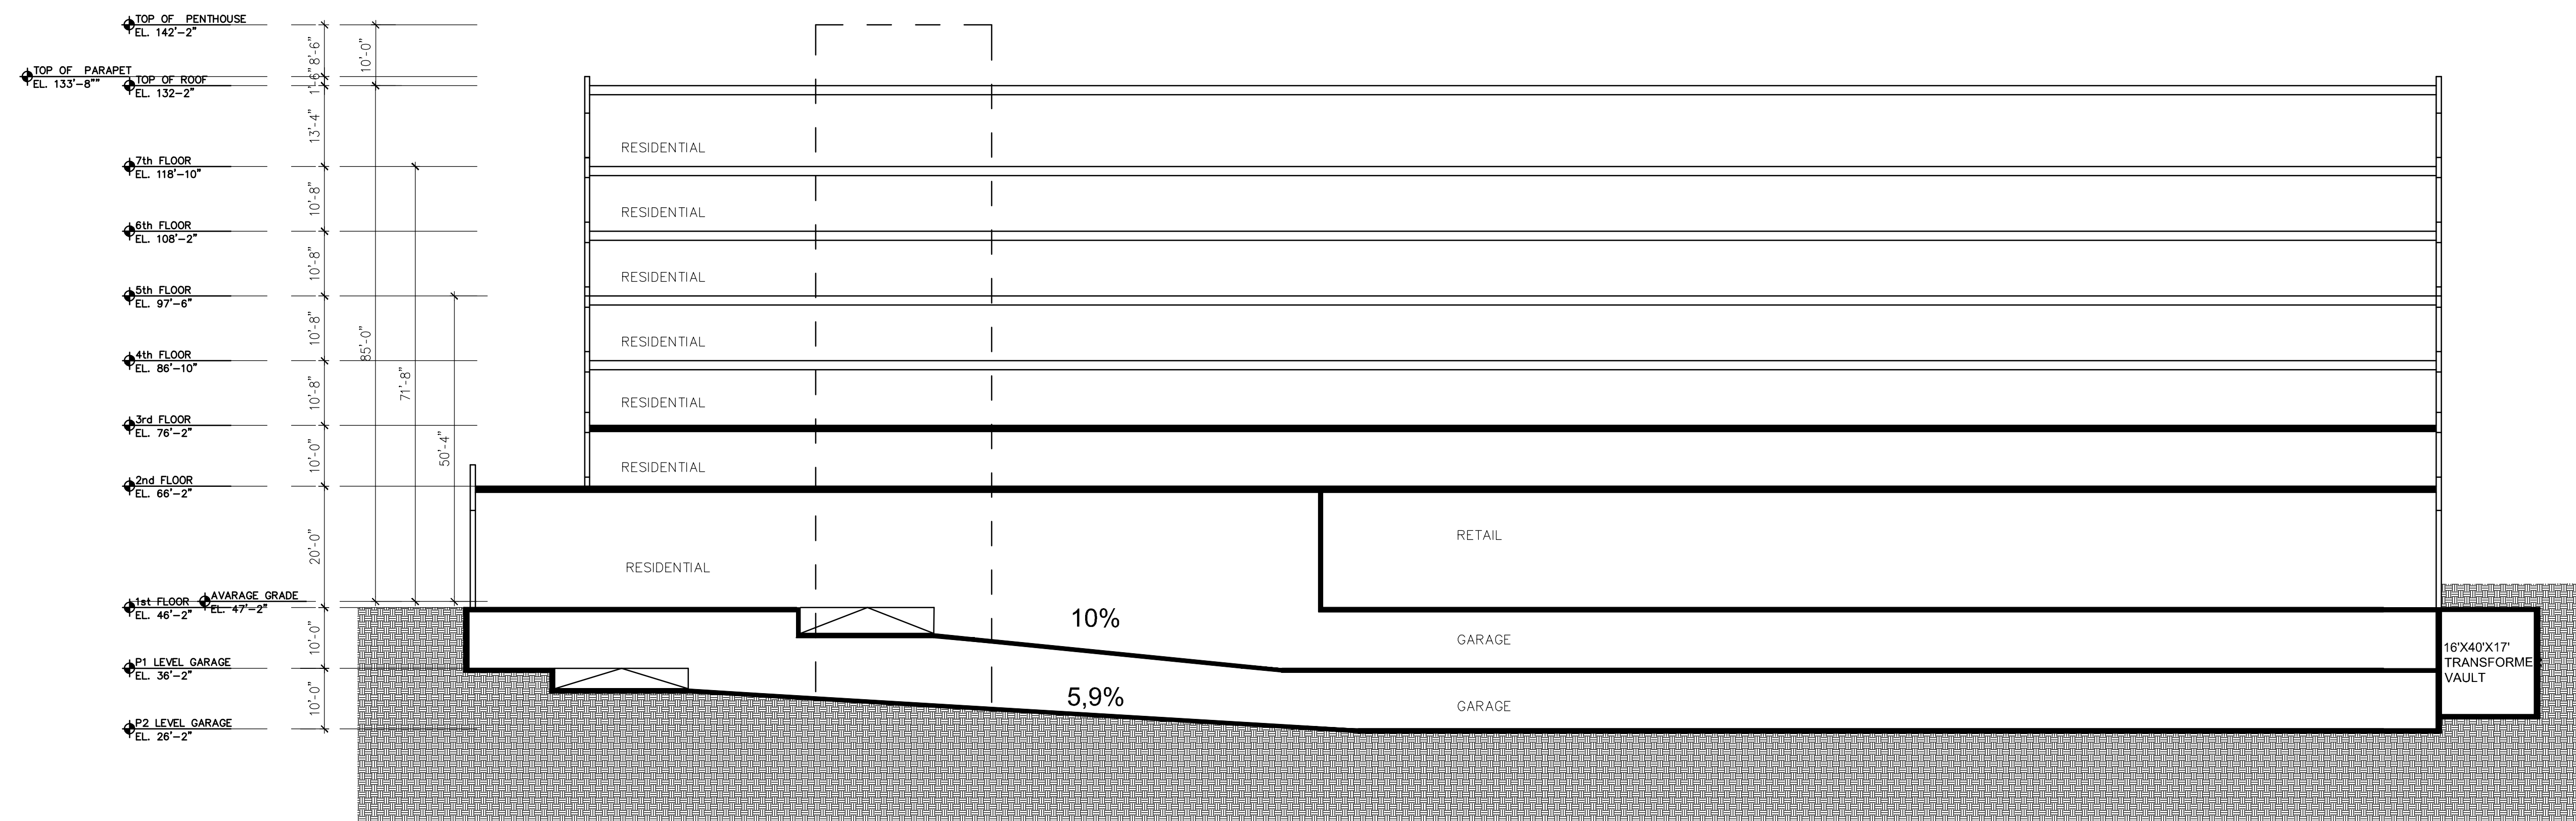 TOP OF PENTHOUSE
EL. 142'-2"
TOP OF PARAPET
EL. 133'-8""
TOP OF ROOF
EL. 132-2"
7th FLOOR
EL. 118'-10"
6th FLOOR
EL. 108'-2"
5th FLOOR
EL. 97'-6"
4th FLOOR
EL. 86'-10"
3rd FLOOR
EL. 76'-2"
2nd FLOOR
EL. 66'-2"
1st FLOOR
EL. 46'-2"
AVARAGE GRADE
EL. 47'-2"
P1 LEVEL GARAGE
EL. 36'-2"
P2 LEVEL GARAGE
EL. 26'-2"
8'-6"
1'-6"
13'-4"
10'-8"
10'-8"
10'-8"
10'-8"
10'-0"
20'-0"
10'-0"
10'-0"
10'-0"
85'-0"
71'-8"
50'-4"
RESIDENTIAL
RESIDENTIAL
RESIDENTIAL
RESIDENTIAL
RESIDENTIAL
RESIDENTIAL
RESIDENTIAL
RETAIL
10%
GARAGE
5,9%
GARAGE
16'X40'X17'
TRANSFORME
VAULT